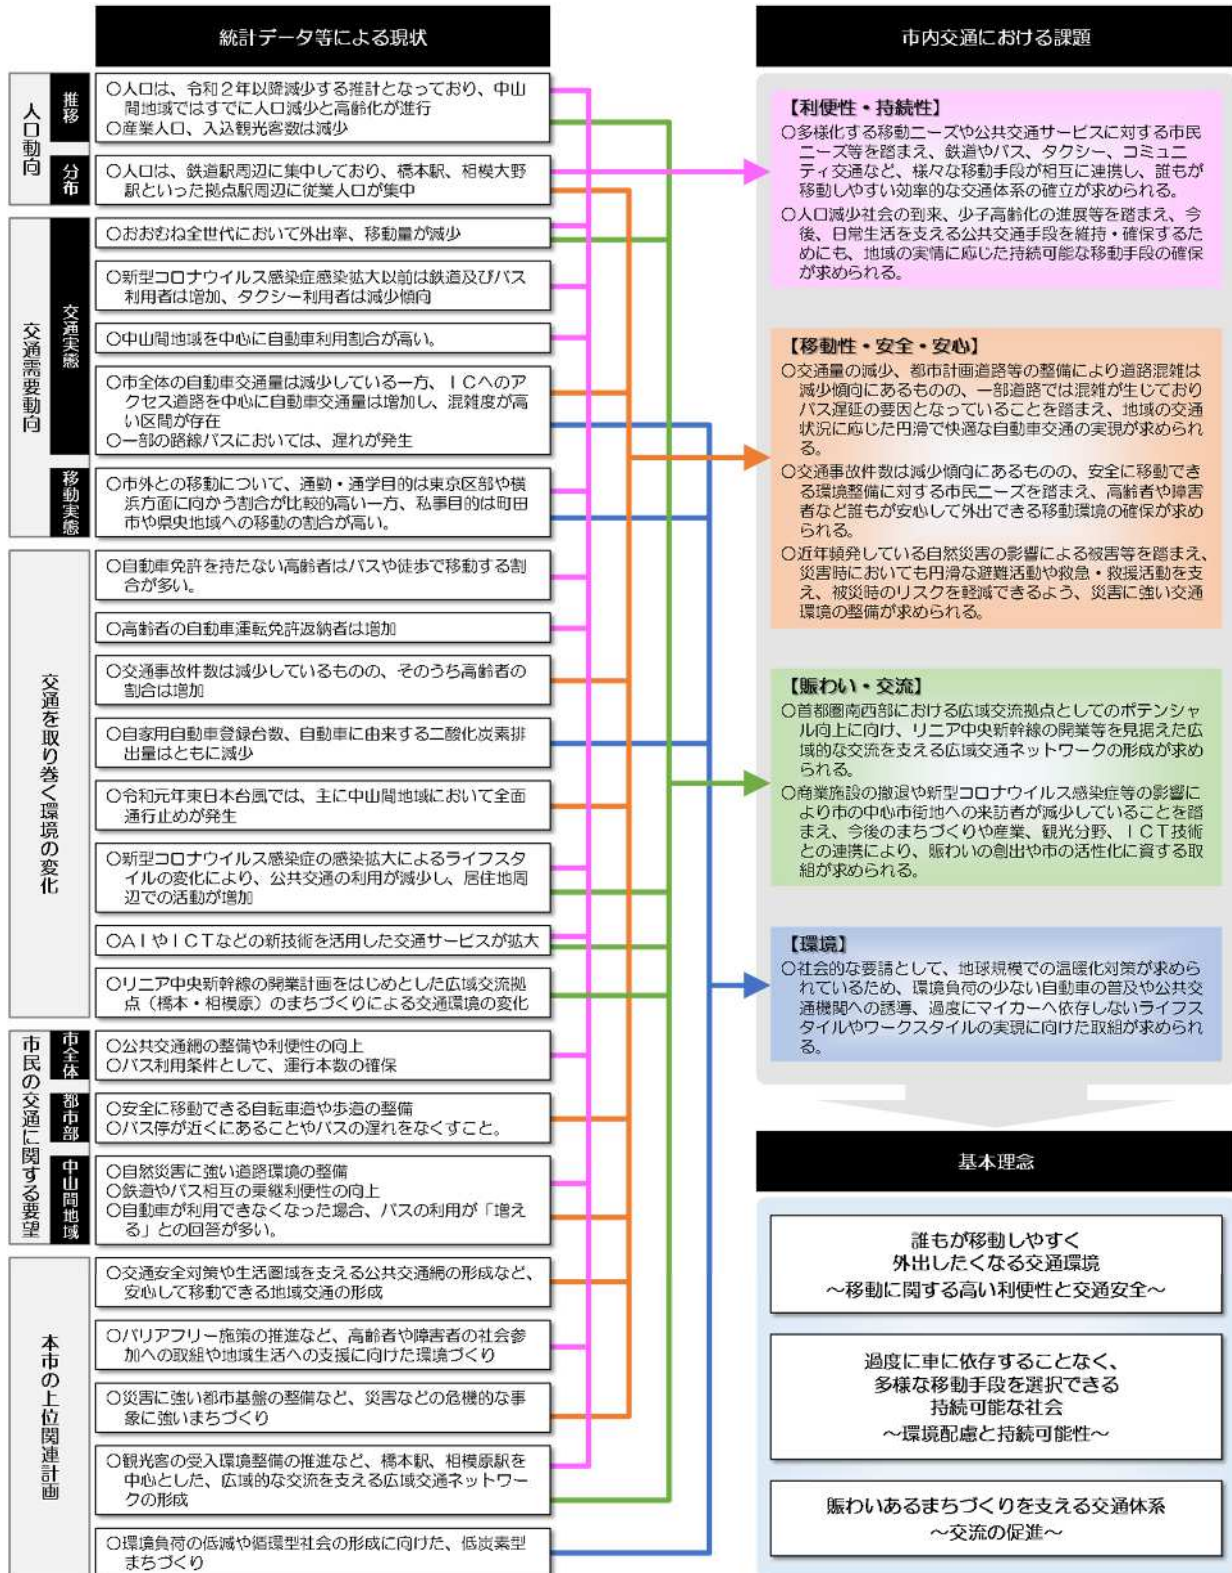 統計データ等による現状
人口動向
推移
○人口は、令和２年以降減少する推計となっており、中山
間地域ではすでに人口減少と高齢化が進行
○産業人口、入込観光客数は減少
分布
○人口は、鉄道駅周辺に集中しており、橋本駅、相模大野
駅といった拠点駅周辺に従業人口が集中
交通需要動向
交通実態
○おおむね全世代において外出率、移動量が減少
○新型コロナウイルス感染症感染拡大以前は鉄道及びバス
利用者は増加、タクシー利用者は減少傾向
○中山間地域を中心に自動車利用割合が高い。
○市全体の自動車交通量は減少している一方、ＩＣへのア
クセス道路を中心に自動車交通量は増加し、混雑度が高
い区間が存在
○一部の路線バスにおいては、遅れが発生
移動実態
○市外との移動について、通勤・通学目的は東京区部や横
浜方面に向かう割合が比較的高い一方、私事目的は町田
市や県央地域への移動の割合が高い。
交通を取り巻く環境の変化
○自動車免許を持たない高齢者はバスや徒歩で移動する割
合が多い。
○高齢者の自動車運転免許返納者は増加
○交通事故件数は減少しているものの、そのうち高齢者の
割合は増加
○自家用自動車登録台数、自動車に由来する二酸化炭素排
出量はともに減少
○令和元年東日本台風では、主に中山間地域において全面
通行止めが発生
○新型コロナウイルス感染症の感染拡大によるライフスタ
イルの変化により、公共交通の利用が減少し、居住地周
辺での活動が増加
○ＡＩやＩＣＴなどの新技術を活用した交通サービスが拡大
○リニア中央新幹線の開業計画をはじめとした広域交流拠
点（橋本・相模原）のまちづくりによる交通環境の変化
市民の交通に関する要望
市全体
○公共交通網の整備や利便性の向上
○バス利用条件として、運行本数の確保
都市部
○安全に移動できる自転車道や歩道の整備
○バス停が近くにあることやバスの遅れをなくすこと。
中山間地域
○自然災害に強い道路環境の整備
○鉄道やバス相互の乗継利便性の向上
○自動車が利用できなくなった場合、バスの利用が「増え
る」との回答が多い。
本市の上位関連計画
○交通安全対策や生活圏域を支える公共交通網の形成など、
安心して移動できる地域交通の形成
○バリアフリー施策の推進など、高齢者や障害者の社会参
加への取組や地域生活への支援に向けた環境づくり
○災害に強い都市基盤の整備など、災害などの危機的な事
象に強いまちづくり
○観光客の受入環境整備の推進など、橋本駅、相模原駅を
中心とした、広域的な交流を支える広域交通ネットワー
クの形成
○環境負荷の低減や循環型社会の形成に向けた、低炭素型
まちづくり
市内交通における課題
【利便性・持続性】
○多様化する移動ニーズや公共交通サービスに対する市民
ニーズ等を踏まえ、鉄道やバス、タクシー、コミュニ
ティ交通など、様々な移動手段が相互に連携し、誰もが
移動しやすい効率的な交通体系の確立が求められる。
○人口減少社会の到来、少子高齢化の進展等を踏まえ、今
後、日常生活を支える公共交通手段を維持・確保するた
めにも、地域の実情に応じた持続可能な移動手段の確保
が求められる。
【移動性・安全・安心】
○交通量の減少、都市計画道路等の整備により道路混雑は
減少傾向にあるものの、一部道路では混雑が生じており
バス遅延の要因となっていることを踏まえ、地域の交通
状況に応じた円滑で快適な自動車交通の実現が求められ
る。
○交通事故件数は減少傾向にあるものの、安全に移動でき
る環境整備に対する市民ニーズを踏まえ、高齢者や障害
者など誰もが安心して外出できる移動環境の確保が求め
られる。
○近年頻発している自然災害の影響による被害等を踏まえ、
災害時においても円滑な避難活動や救急・救援活動を支
え、被災時のリスクを軽減できるよう、災害に強い交通
環境の整備が求められる。
【賑わい・交流】
○首都圏南西部における広域交流拠点としてのポテンシャ
ル向上に向け、リニア中央新幹線の開業等を見据えた広
域的な交流を支える広域交通ネットワークの形成が求め
られる。
○商業施設の撤退や新型コロナウイルス感染症等の影響に
より市の中心市街地への来訪者が減少していることを踏
まえ、今後のまちづくりや産業、観光分野、ＩＣＴ技術
との連携により、賑わいの創出や市の活性化に資する取
組が求められる。
【環境】
○社会的な要請として、地球規模での温暖化対策が求めら
れているため、環境負荷の少ない自動車の普及や公共交
通機関への誘導、過度にマイカーへ依存しないライフス
タイルやワークスタイルの実現に向けた取組が求められ
る。
基本理念
誰もが移動しやすく
外出したくなる交通環境
～移動に関する高い利便性と交通安全～
過度に車に依存することなく、
多様な移動手段を選択できる
持続可能な社会
～環境配慮と持続可能性～
賑わいあるまちづくりを支える交通体系
～交流の促進～